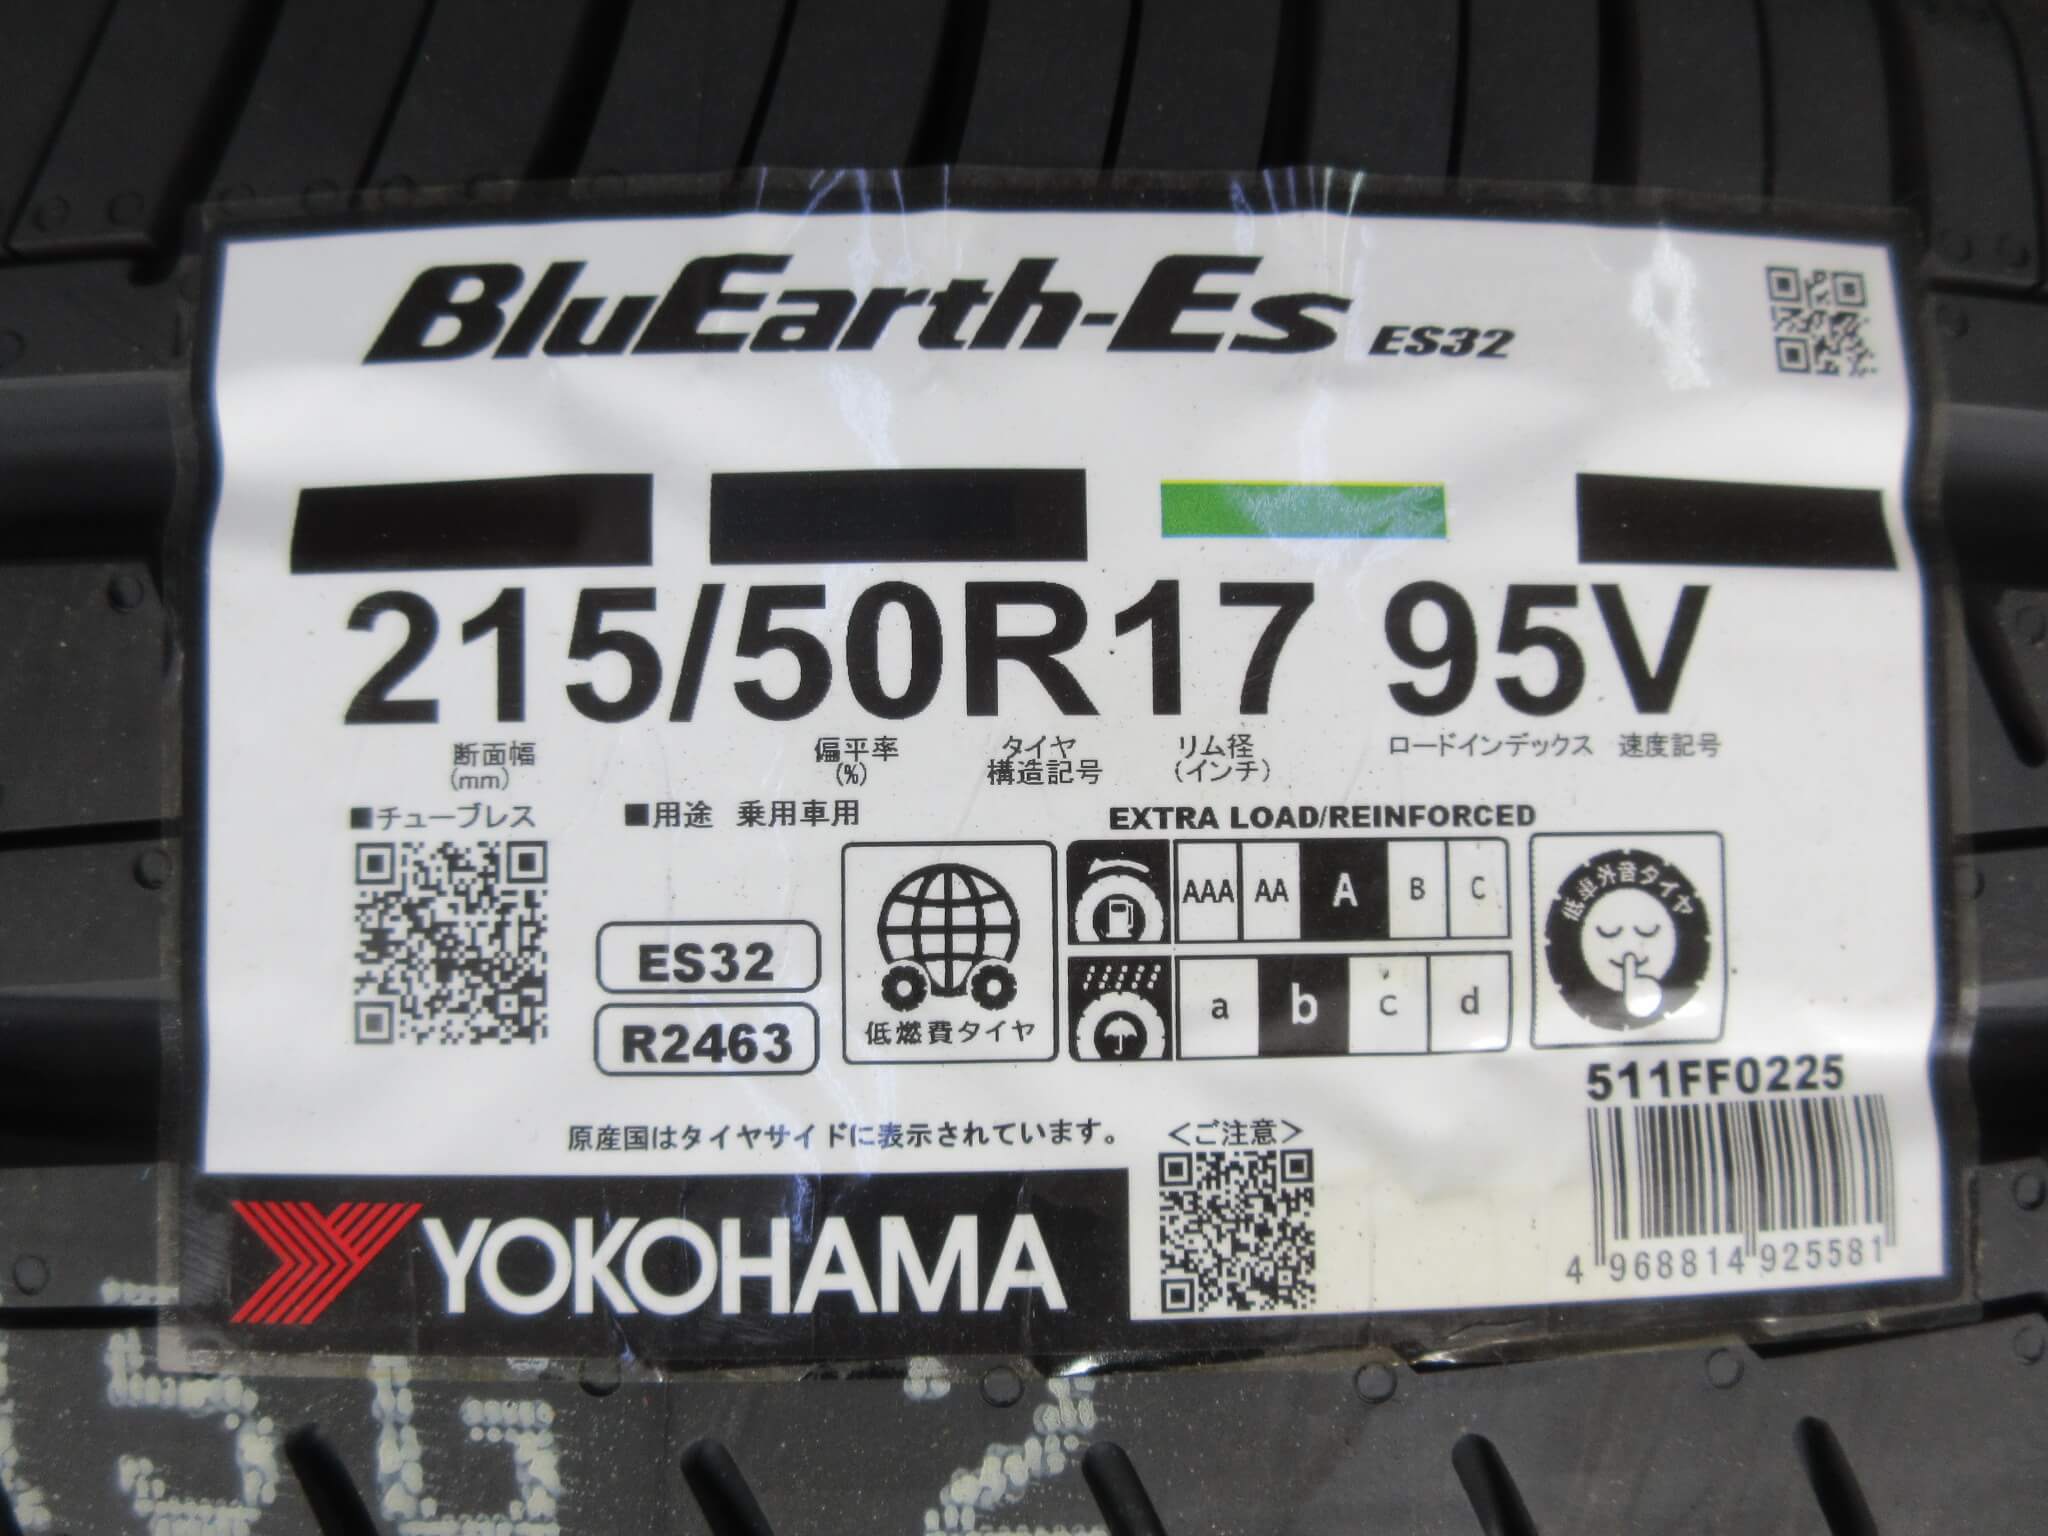 BluEarth-Es ES32
215/50R17 95V
断面幅 (mm)
偏平率 (%)
タイヤ 構造記号
リム径 (インチ)
ロードインデックス 速度記号
■チューブレス
■用途 乗用車用
EXTRA LOAD/REINFORCED
AAA AA A B C
低車外音タイヤ
ES32
a b c d
R2463
低燃費タイヤ
511FF0225
原産国はタイヤサイドに表示されています。
<ご注意>
YOKOHAMA
4 968814 925581